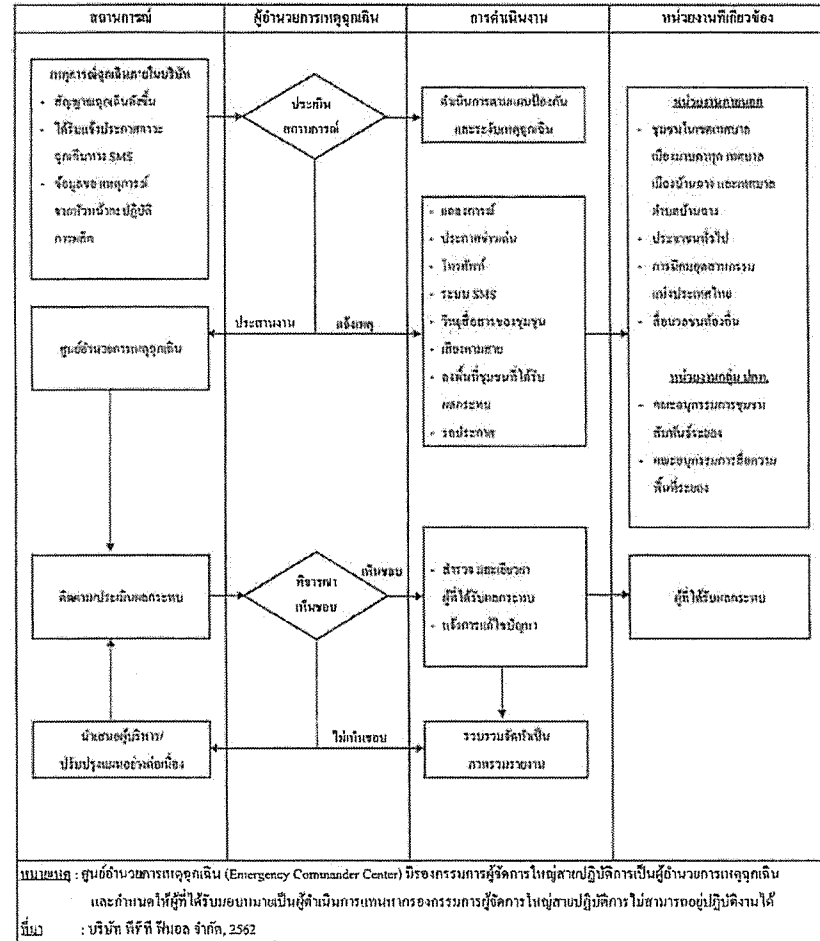 สถานการณ์
ผู้อำนวยการเหตุฉุกเฉิน
การดำเนินงาน
หน่วยงานที่เกี่ยวข้อง
เหตุการณ์ฉุกเฉินภายในบริษัท
- สัญญาณฉุกเฉินดังขึ้น
- ได้รับแจ้งประกาศภาวะ
ฉุกเฉินทาง SMS
- ข้อมูลของเหตุการณ์
จากหัวหน้ากะปฏิบัติ
การผลิต
ประเมิน
สถานการณ์
ดำเนินการตามแผนป้องกัน
และระงับเหตุฉุกเฉิน
- แถลงการณ์
- ประกาศข่าวเด่น
- โทรศัพท์
- ระบบ SMS
- วิทยุสื่อสารของชุมชน
- เสียงตามสาย
- ลงพื้นที่ชุมชนที่ได้รับ
ผลกระทบ
- รถประกาศ
หน่วยงานภายนอก
- ชุมชนในเขตเทศบาล
เมืองมาบตาพุด เทศบาล
เมืองบ้านฉาง และเทศบาล
ตำบลบ้านฉาง
- ประชาชนทั่วไป
- การนิคมอุตสาหกรรม
แห่งประเทศไทย
- สื่อมวลชนท้องถิ่น
หน่วยงานกลุ่ม ปตท.
- คณะอนุกรรมการชุมชน
สัมพันธ์ระยอง
- คณะอนุกรรมการสื่อความ
พื้นที่ระยอง
ประสานงาน
แจ้งเหตุ
ศูนย์อำนวยการเหตุฉุกเฉิน
ติดตาม/ประเมินผลกระทบ
พิจารณา
เห็นชอบ
เห็นชอบ
- สำรวจ และเยียวยา
ผู้ที่ได้รับผลกระทบ
- แจ้งการแก้ไขปัญหา
ผู้ที่ได้รับผลกระทบ
นำเสนอผู้บริหาร/
ปรับปรุงแผนอย่างต่อเนื่อง
ไม่เห็นชอบ
รวบรวมจัดทำเป็น
ภาพรวมรายงาน
หมายเหตุ : ศูนย์อำนวยการเหตุฉุกเฉิน (Emergency Commander Center) มีรองกรรมการผู้จัดการใหญ่สายปฏิบัติการเป็นผู้อำนวยการเหตุฉุกเฉิน
และกำหนดให้ผู้ที่ได้รับมอบหมายเป็นผู้ดำเนินการแทนหากรองกรรมการผู้จัดการใหญ่สายปฏิบัติการไม่สามารถอยู่ปฏิบัติงานได้
ที่มา : บริษัท พีทีที ฟีนอล จำกัด, 2562